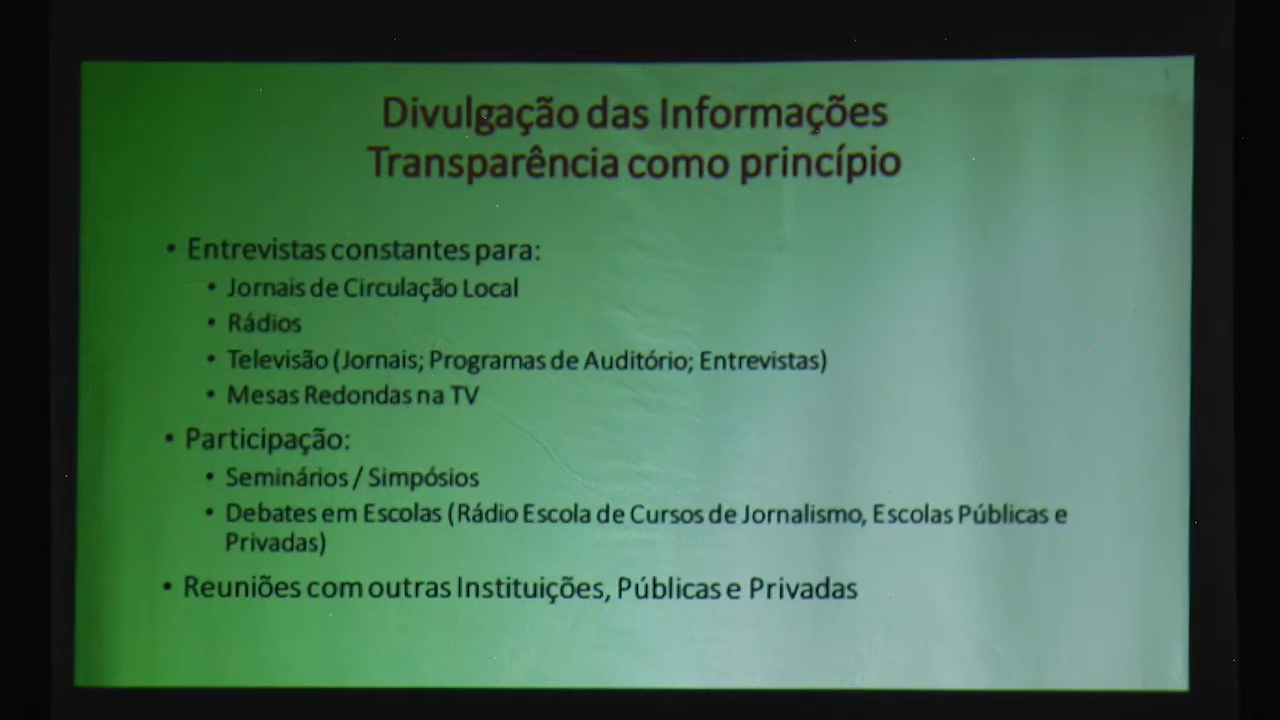 Divulgação das Informações
Transparência como princípio
• Entrevistas constantes para:
• Jornais de Circulação Local
• Rádios
• Televisão (Jornais; Programas de Auditório; Entrevistas)
• Mesas Redondas na TV
• Participação:
• Seminários / Simpósios
• Debates em Escolas (Rádio Escola de Cursos de Jornalismo, Escolas Públicas e
Privadas)
• Reuniões com outras Instituições, Públicas e Privadas